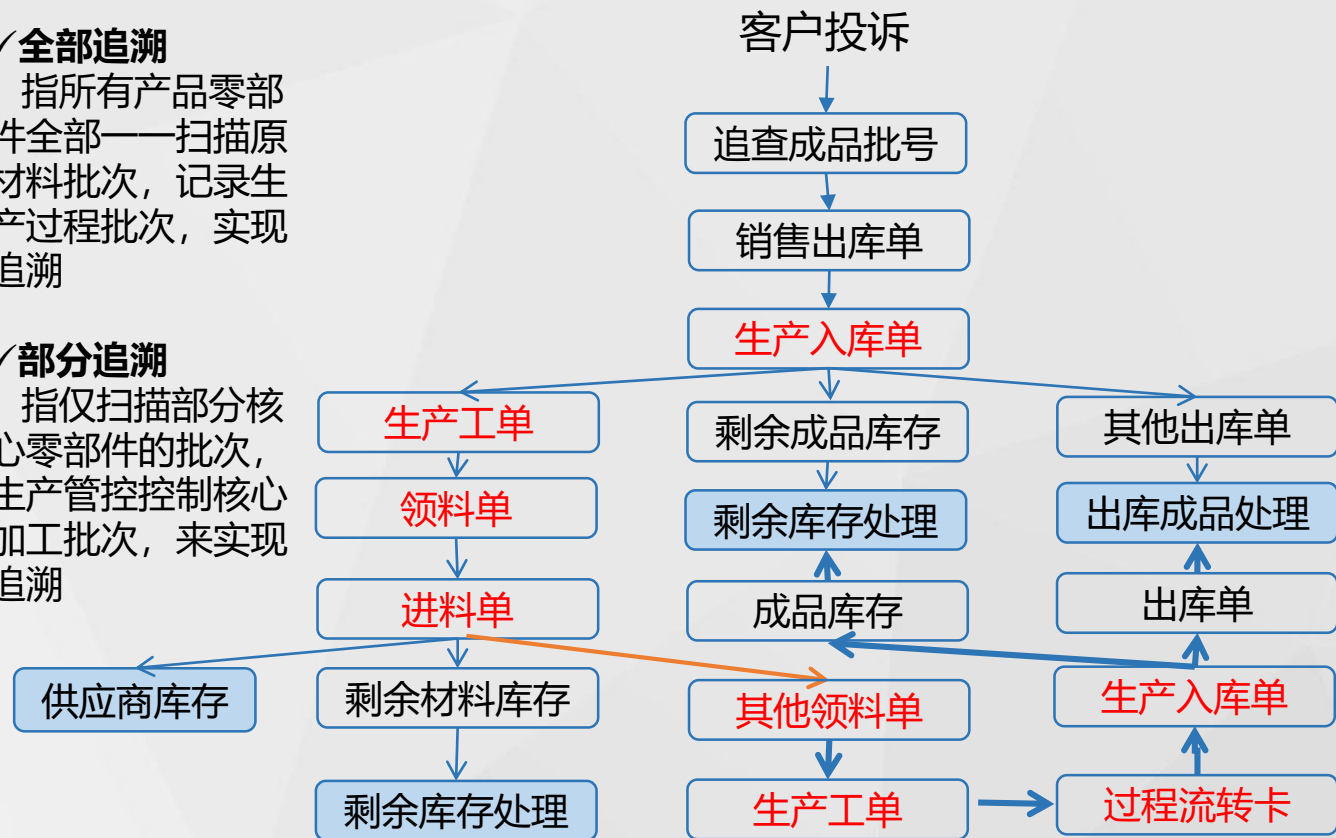 ✓全部追溯
指所有产品零部
件全部一一扫描原
材料批次，记录生
产过程批次，实现
追溯
✓部分追溯
指仅扫描部分核
心零部件的批次，
生产管控控制核心
加工批次，来实现
追溯
客户投诉
追查成品批号
销售出库单
生产入库单
生产工单
剩余成品库存
其他出库单
领料单
剩余库存处理
出库成品处理
进料单
成品库存
出库单
供应商库存
剩余材料库存
其他领料单
生产入库单
剩余库存处理
生产工单
过程流转卡